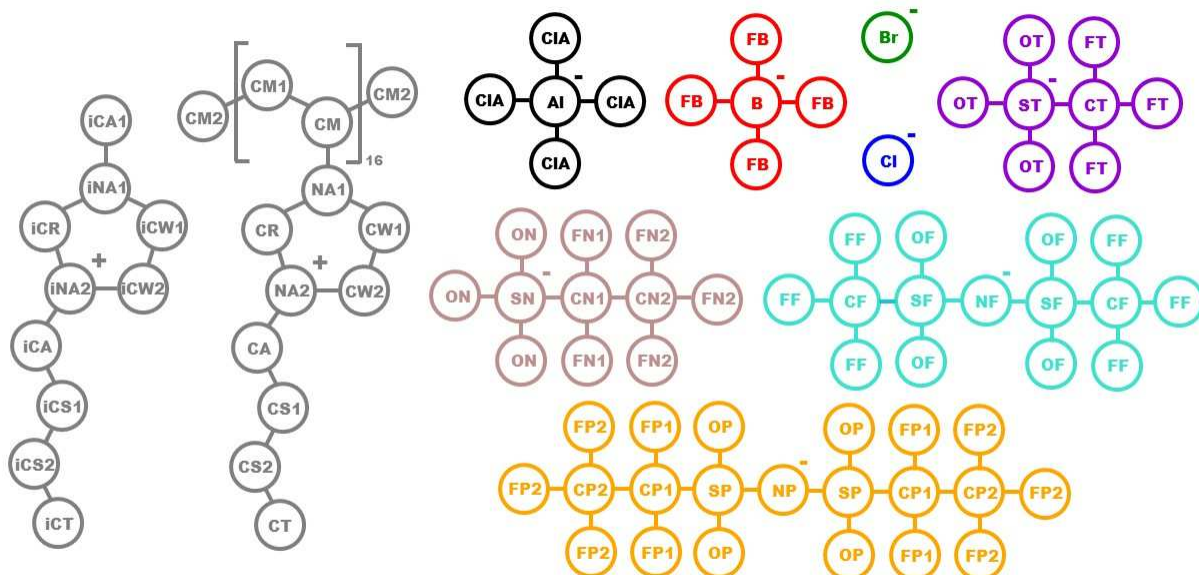 iCA1
iNA1
iCR
iCW1
+
iNA2
iCW2
iCA
iCS1
iCS2
iCT
CM2
CM1
CM
CM2
16
NA1
CR
CW1
+
NA2
CW2
CA
CS1
CS2
CT
ClA
ClA Al - ClA
ClA
FB
FB B - FB
FB
Br -
Cl -
OT FT
OT ST - CT FT
OT FT
ON FN1 FN2
ON SN - CN1 CN2 FN2
ON FN1 FN2
FF OF OF FF
FF CF SF NF - SF CF FF
FF OF OF FF
FP2 FP1 OP OP FP1 FP2
FP2 CP2 CP1 SP NP - SP CP1 CP2 FP2
FP2 FP1 OP OP FP1 FP2